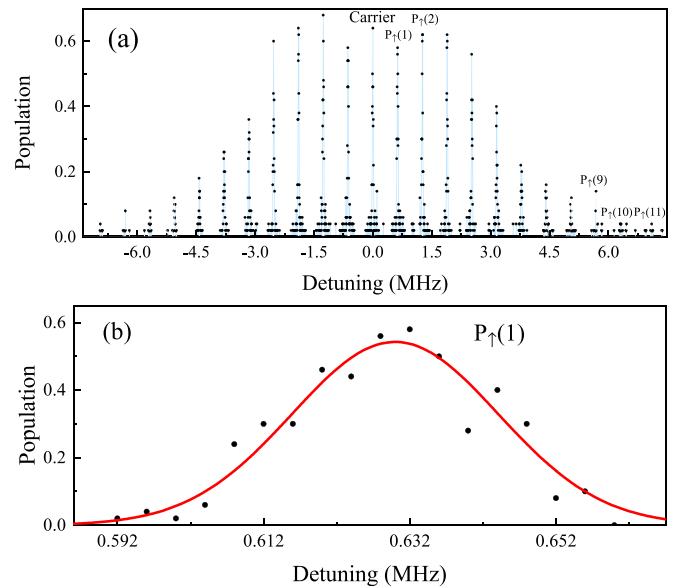 (a)
Carrier
P↑(2)
P↑(1)
P↑(9)
P↑(10)
P↑(11)
Population
0.6
0.4
0.2
0.0
-6.0 -4.5 -3.0 -1.5 0.0 1.5 3.0 4.5 6.0
Detuning (MHz)
(b)
P↑(1)
Population
0.6
0.4
0.2
0.0
0.592 0.612 0.632 0.652
Detuning (MHz)